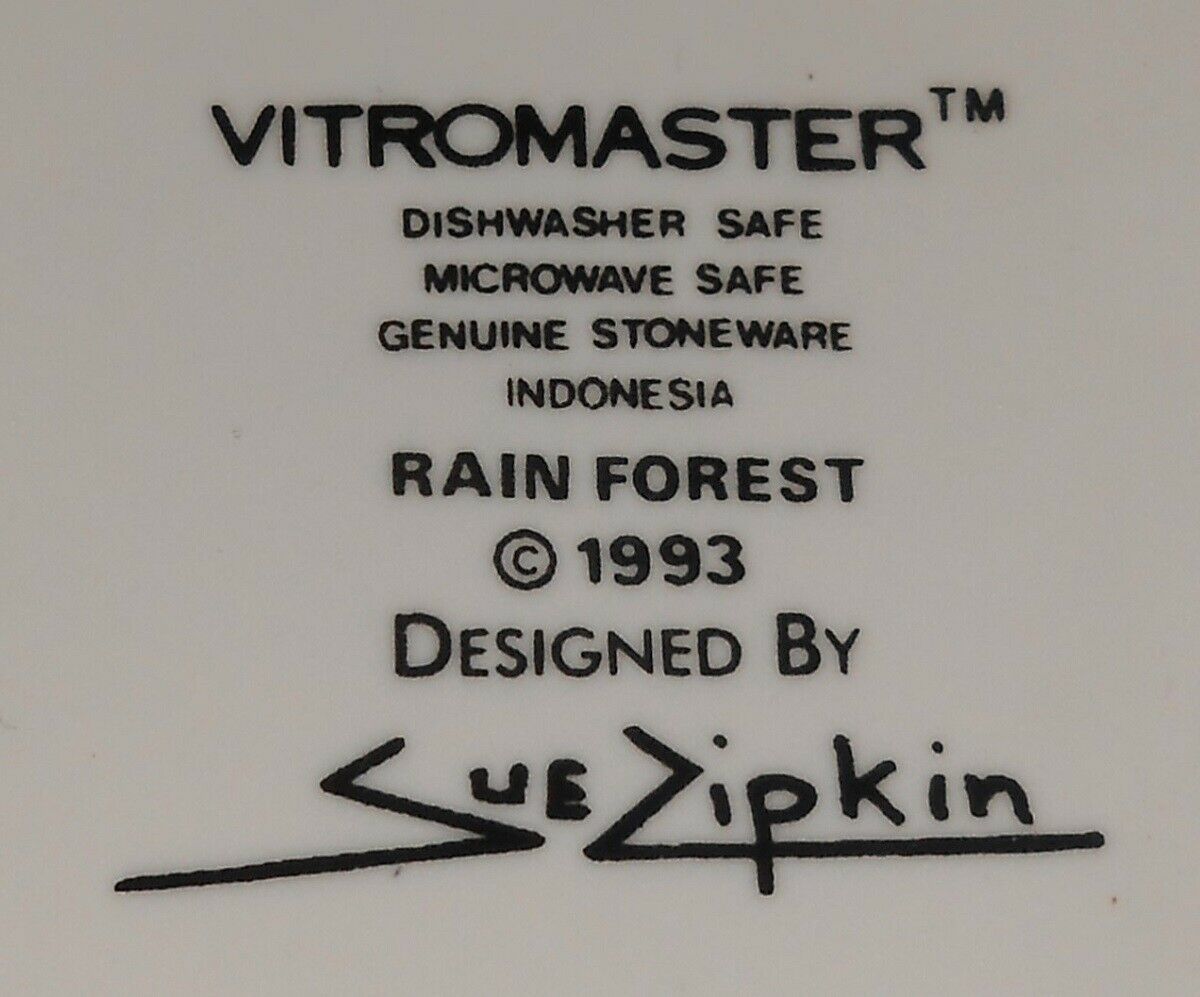 VITROMASTER™
DISHWASHER SAFE
MICROWAVE SAFE
GENUINE STONEWARE
INDONESIA
RAIN FOREST
© 1993
DESIGNED BY
SUE Zipkin